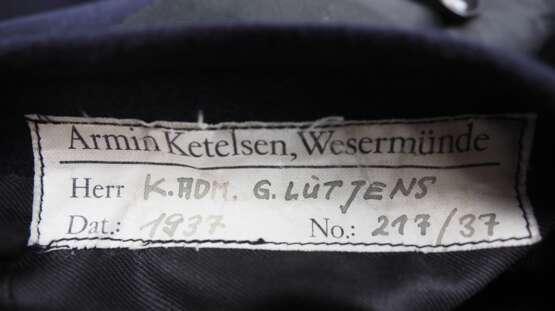 Armin Ketelsen, Wesermünde
Herr K.ADM. G. LÜTJENS
Dat.: 1937 No.: 217/37